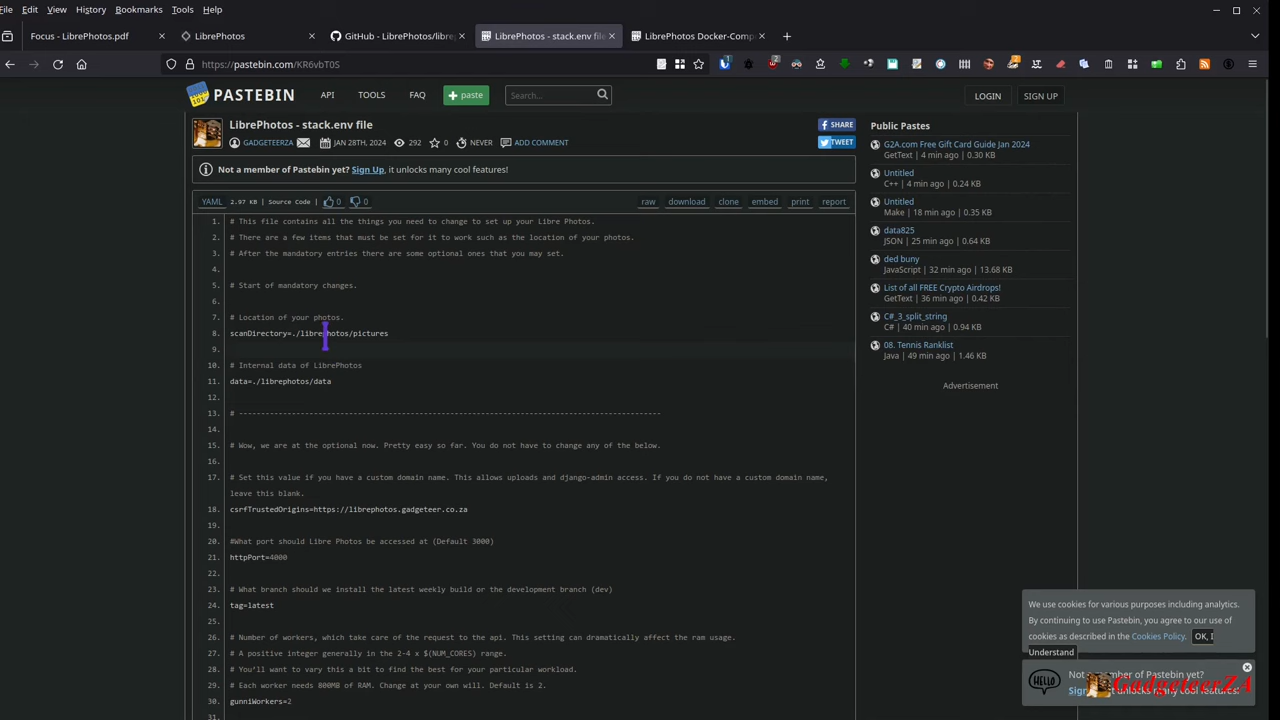 File Edit View History Bookmarks Tools Help
Focus - LibrePhotos.pdf
LibrePhotos
GitHub - LibrePhotos/libre
LibrePhotos - stack.env file
LibrePhotos Docker-Comp
https://pastebin.com/KR6vbT0S
PASTEBIN
API TOOLS FAQ + paste
Search...
LOGIN SIGN UP
LibrePhotos - stack.env file
GADGETEERZA JAN 28TH, 2024 292 0 NEVER ADD COMMENT
SHARE
TWEET
Not a member of Pastebin yet? Sign Up, it unlocks many cool features!
YAML 2.97 KB | Source Code | 0 0 raw download clone embed print report
1. # This file contains all the things you need to change to set up your Libre Photos.
2. # There are a few items that must be set for it to work such as the location of your photos.
3. # After the mandatory entries there are some optional ones that you may set.
4.
5. # Start of mandatory changes.
6.
7. # Location of your photos.
8. scanDirectory=./librephotos/pictures
9.
10. # Internal data of LibrePhotos
11. data=./librephotos/data
12.
13. # ------------------------------------------------------------------------------------------
14.
15. # Wow, we are at the optional now. Pretty easy so far. You do not have to change any of the below.
16.
17. # Set this value if you have a custom domain name. This allows uploads and django-admin access. If you do not have a custom domain name,
leave this blank.
18. csrfTrustedOrigins=https://librephotos.gadgeteer.co.za
19.
20. #What port should Libre Photos be accessed at (Default 3000)
21. httpPort=4000
22.
23. # What branch should we install the latest weekly build or the development branch (dev)
24. tag=latest
25.
26. # Number of workers, which take care of the request to the api. This setting can dramatically affect the ram usage.
27. # A positive integer generally in the 2-4 x $(NUM_CORES) range.
28. # You'll want to vary this a bit to find the best for your particular workload.
29. # Each worker needs 800MB of RAM. Change at your own will. Default is 2.
30. gunniWorkers=2
31.
Public Pastes
G2A.com Free Gift Card Guide Jan 2024
GetText | 4 min ago | 0.30 KB
Untitled
C++ | 4 min ago | 0.24 KB
Untitled
Make | 18 min ago | 0.35 KB
data825
JSON | 25 min ago | 0.64 KB
ded buny
JavaScript | 32 min ago | 13.68 KB
List of all FREE Crypto Airdrops!
GetText | 36 min ago | 0.42 KB
C#_3_split_string
C# | 40 min ago | 0.94 KB
08. Tennis Ranklist
Java | 49 min ago | 1.46 KB
Advertisement
We use cookies for various purposes including analytics.
By continuing to use Pastebin, you agree to our use of
cookies as described in the Cookies Policy. OK, I
Understand
HELLO
Not member of Pastebin yet?
Sign unlocks many cool features!
GadgeteerZA